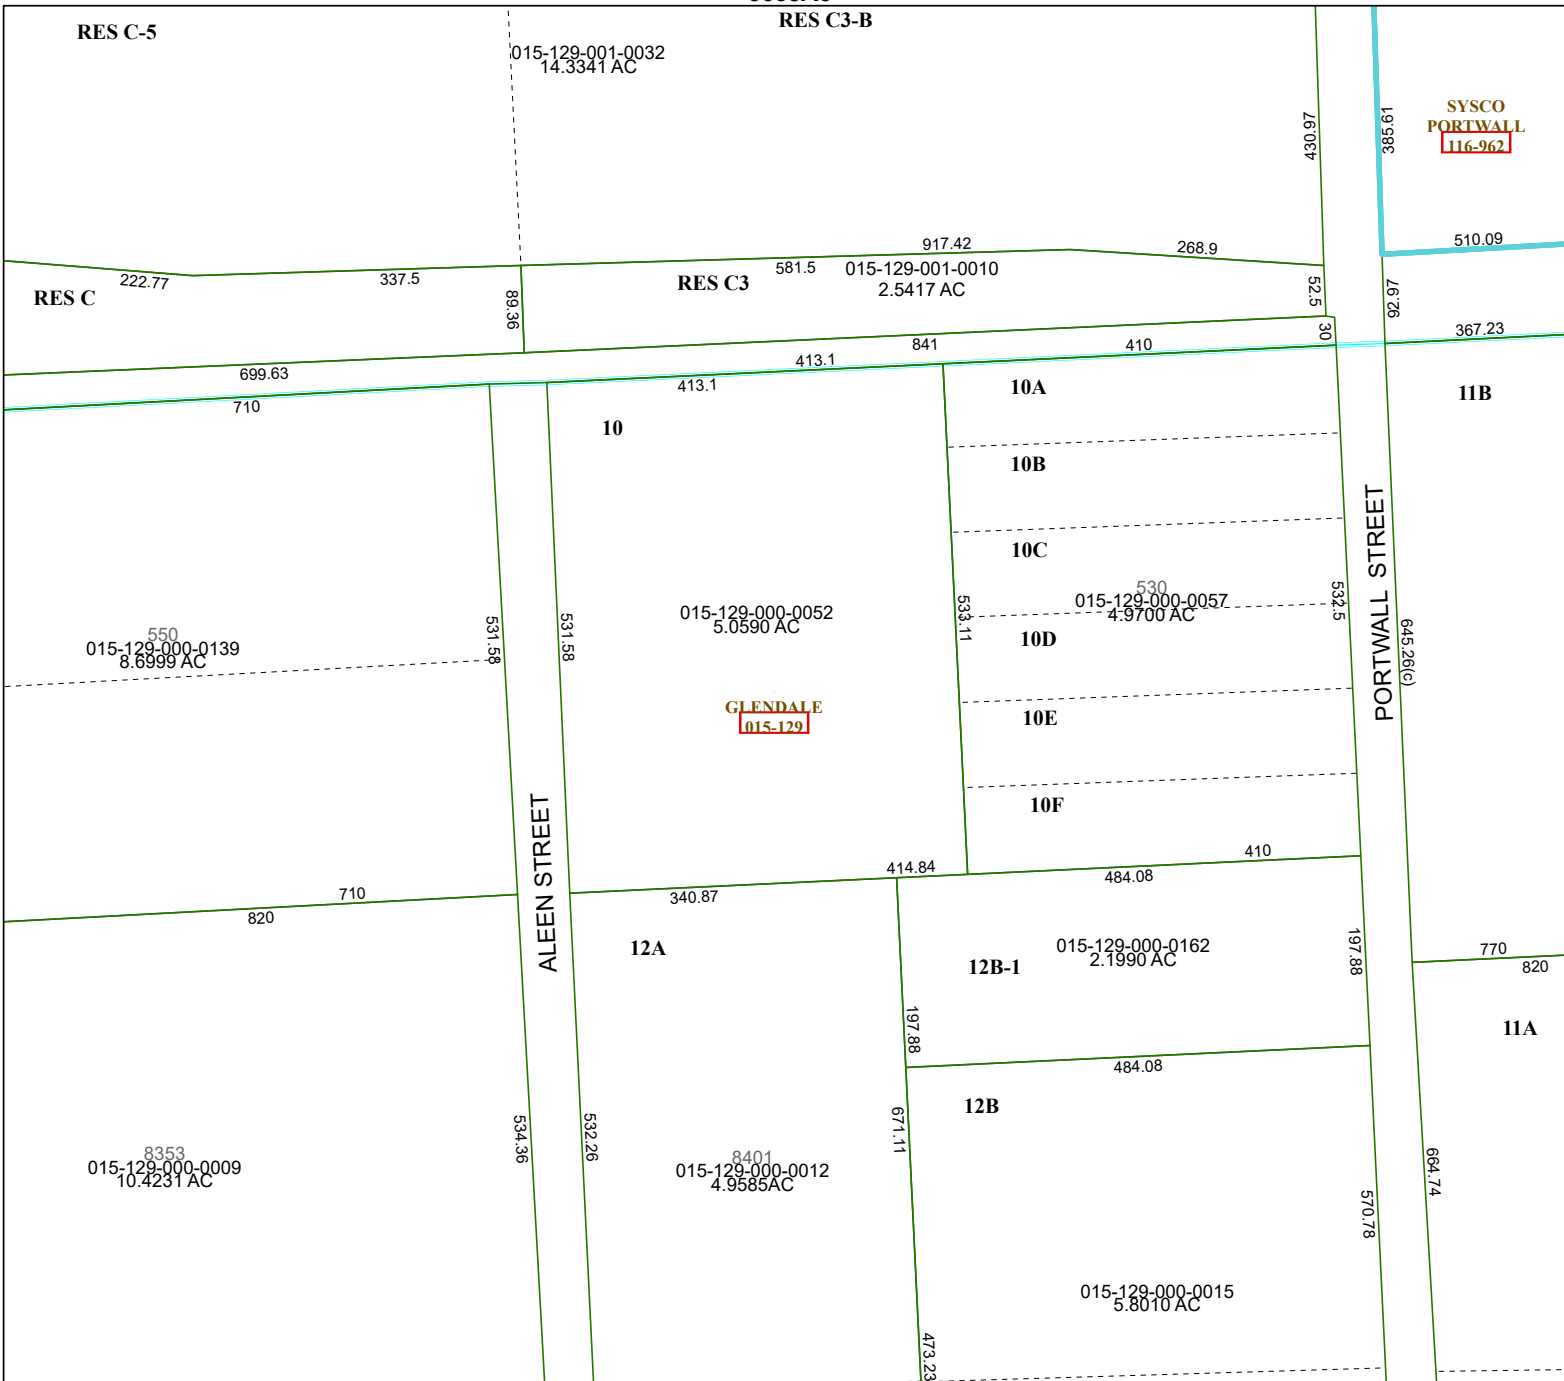 RES C-5
RES C3-B
015-129-001-0032
14.3341 AC
430.97
385.61
SYSCO
PORTWALL
116-962
510.09
917.42
268.9
222.77
337.5
581.5
015-129-001-0010
2.5417 AC
RES C3
RES C
89.36
52.5
92.97
30
367.23
841
410
413.1
699.63
413.1
710
10
10A
11B
10B
10C
530
015-129-000-0057
4.9700 AC
10D
10E
10F
533.11
532.5
PORTWALL STREET
645.26(c)
015-129-000-0052
5.0590 AC
GLENDALE
015-129
550
015-129-000-0139
8.6999 AC
531.58
531.58
ALEEN STREET
710
820
414.84
410
340.87
484.08
12A
12B-1
015-129-000-0162
2.1990 AC
197.88
197.88
770
820
11A
484.08
12B
671.11
534.36
532.26
8353
015-129-000-0009
10.4231 AC
8401
015-129-000-0012
4.9585AC
664.74
570.78
015-129-000-0015
5.8010 AC
473.23